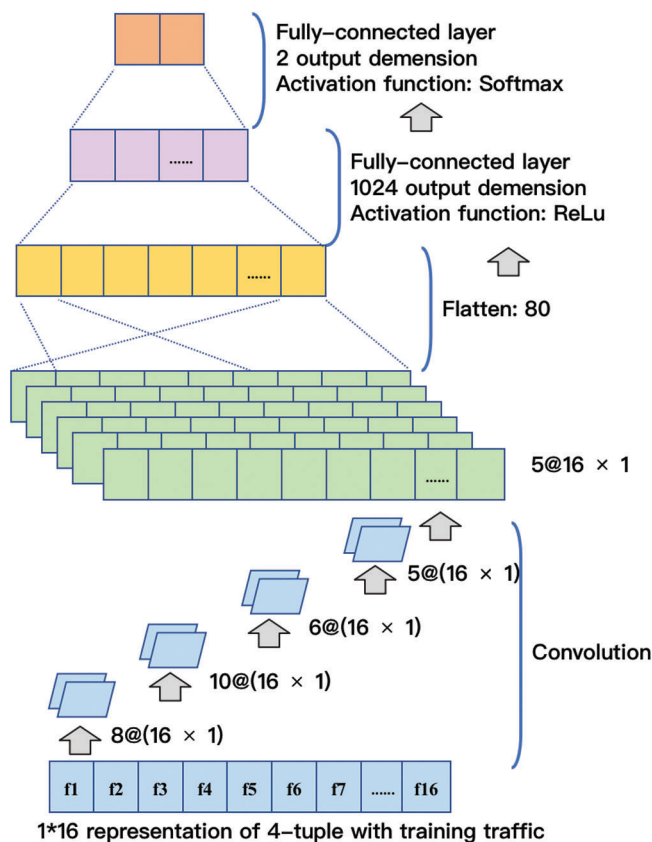 Fully-connected layer
2 output demension
Activation function: Softmax
......
Fully-connected layer
1024 output demension
Activation function: ReLu
......
Flatten: 80
......
5@16 × 1
5@(16 × 1)
6@(16 × 1)
Convolution
10@(16 × 1)
8@(16 × 1)
f1 f2 f3 f4 f5 f6 f7 ...... f16
1*16 representation of 4-tuple with training traffic